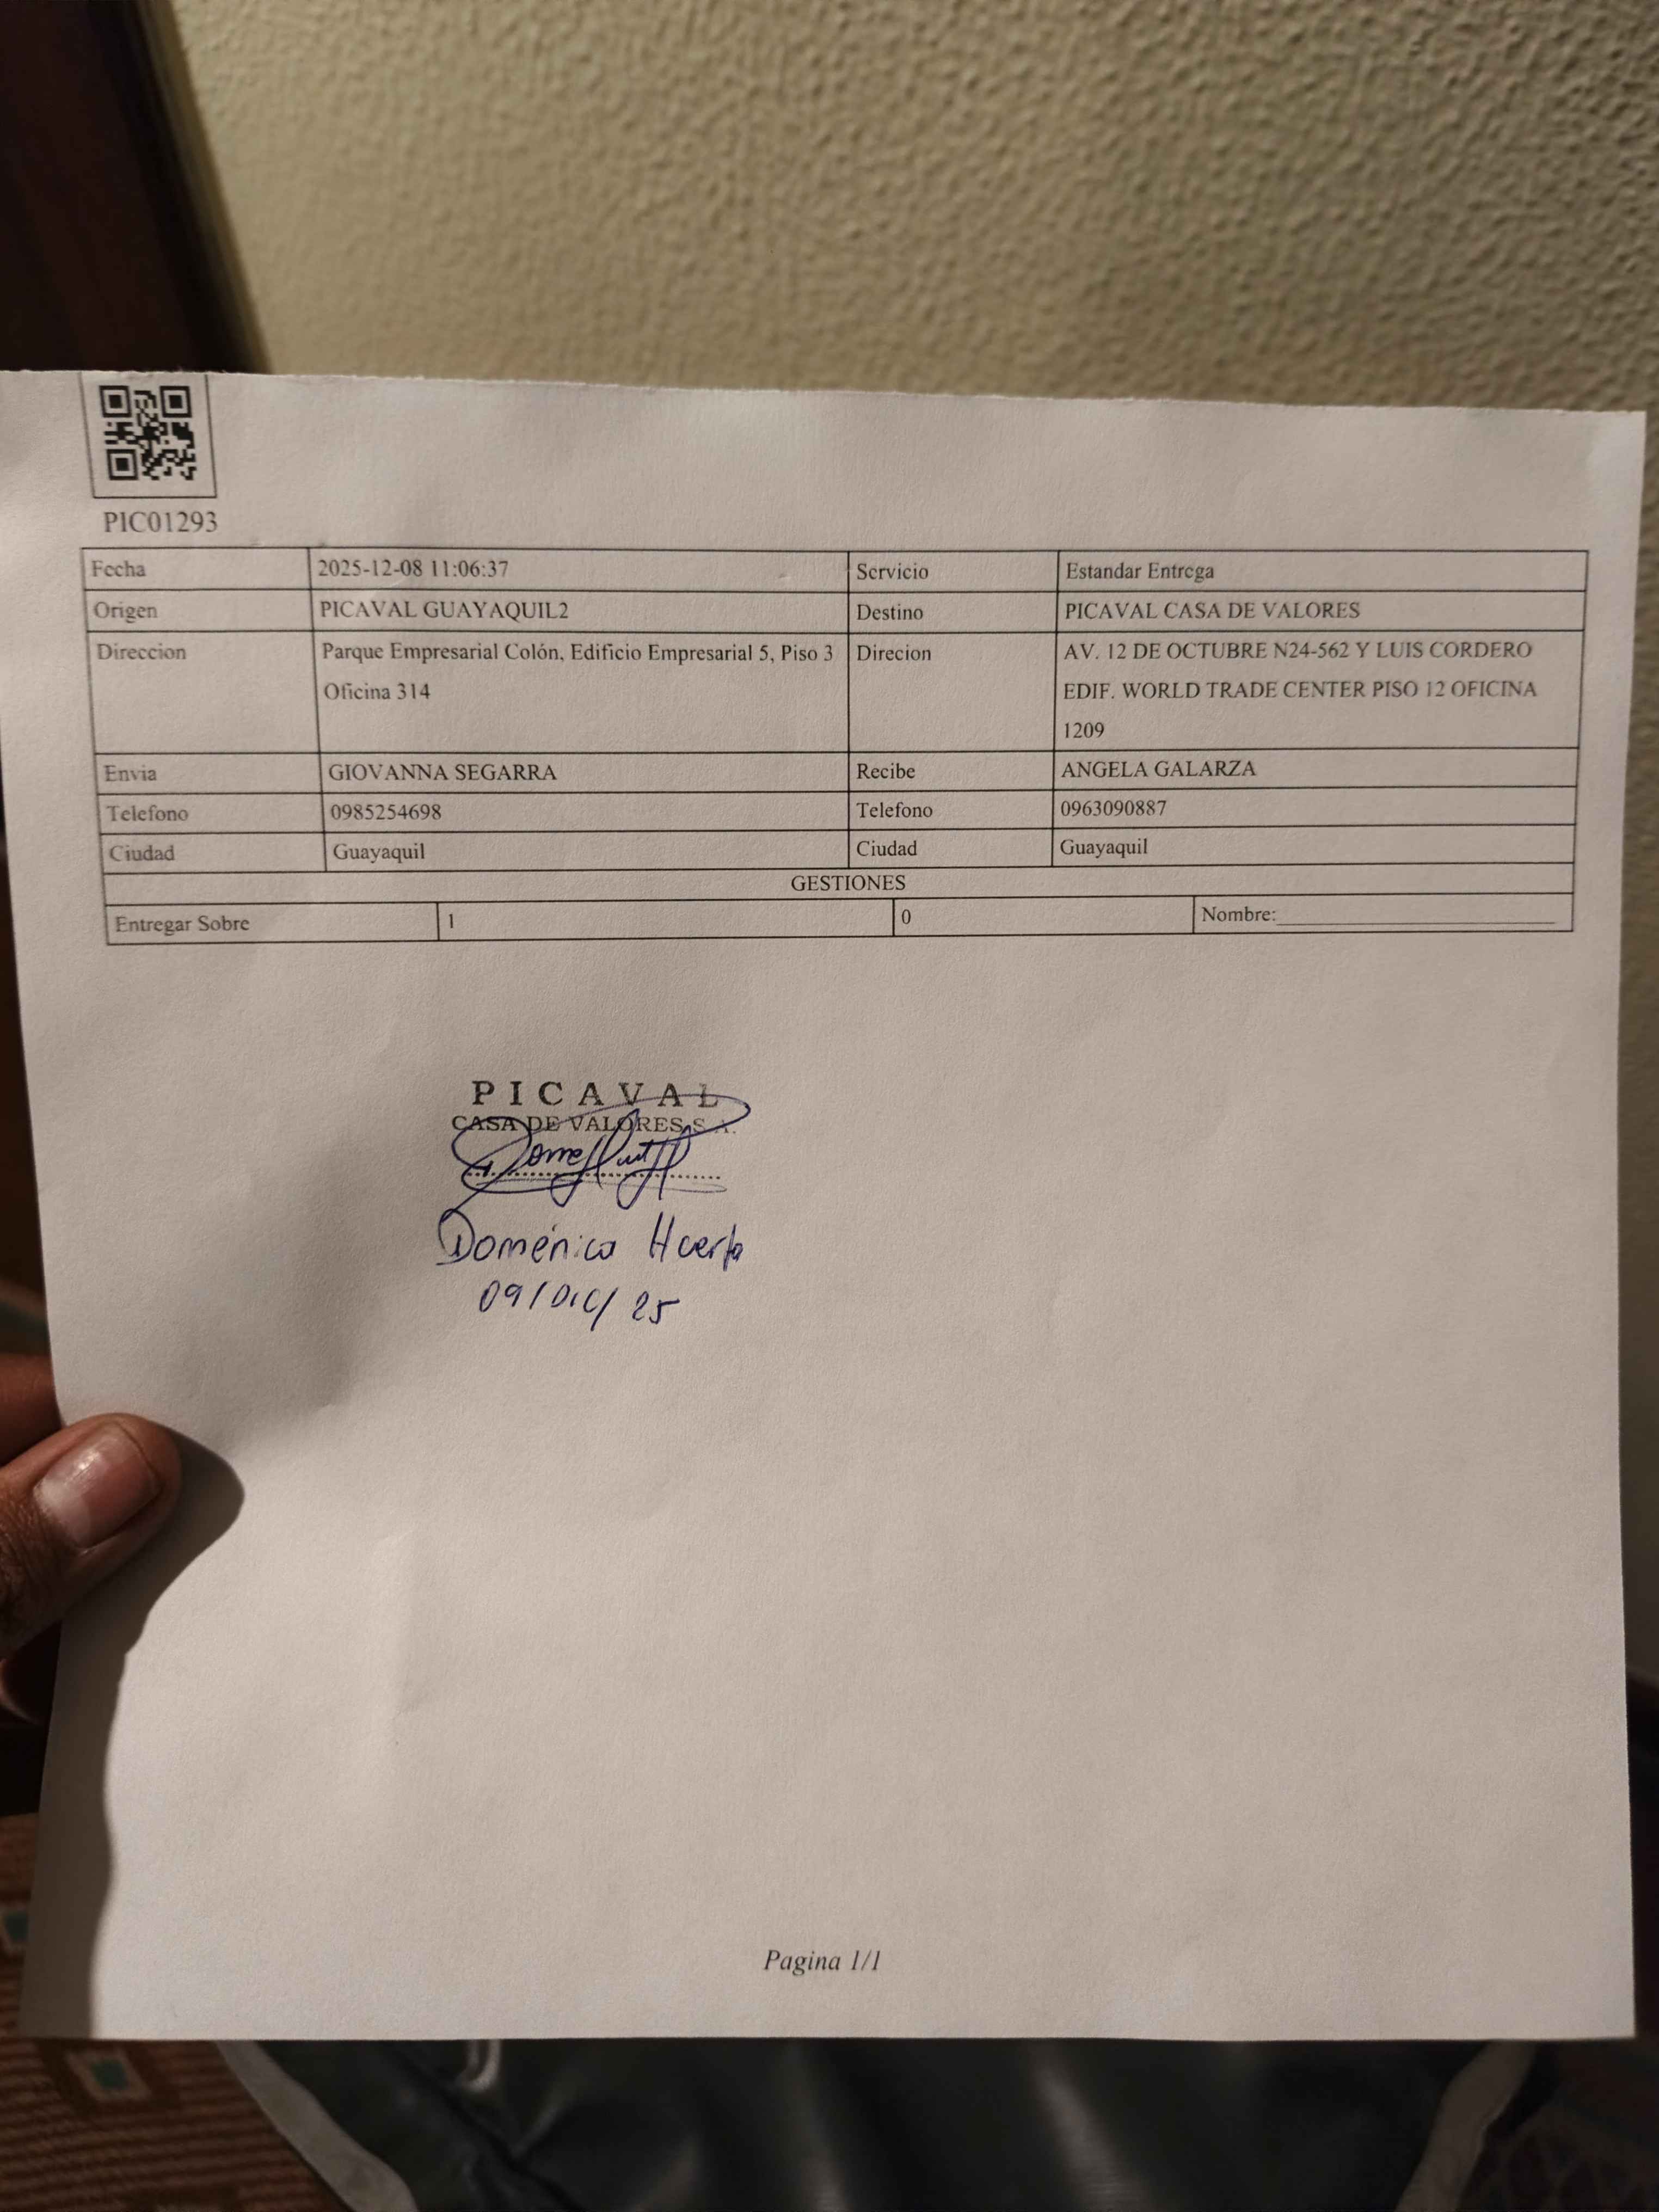 PIC01293
Fecha 2025-12-08 11:06:37 Servicio Estandar Entrega
Origen PICAVAL GUAYAQUIL2 Destino PICAVAL CASA DE VALORES
Direccion Parque Empresarial Colón, Edificio Empresarial 5, Piso 3 Direcion AV. 12 DE OCTUBRE N24-562 Y LUIS CORDERO
Oficina 314 EDIF. WORLD TRADE CENTER PISO 12 OFICINA
1209
Envia GIOVANNA SEGARRA Recibe ANGELA GALARZA
Telefono 0985254698 Telefono 0963090887
Ciudad Guayaquil Ciudad Guayaquil
GESTIONES
Entregar Sobre 1 0 Nombre:
PICAVAL
CASA DE VALORES S.A.
Doménica Huerta
09/DIC/25
Pagina 1/1